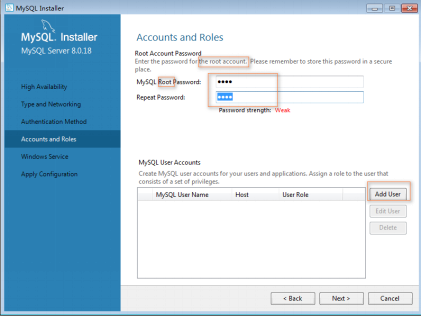 MySQL Installer
MySQL. Installer
MySQL Server 8.0.18
High Availability
Type and Networking
Authentication Method
Accounts and Roles
Windows Service
Apply Configuration
Accounts and Roles
Root Account Password
Enter the password for the root account. Please remember to store this password in a secure
place.
MySQL Root Password: ••••
Repeat Password: ••••
Password strength: Weak
MySQL User Accounts
Create MySQL user accounts for your users and applications. Assign a role to the user that
consists of a set of privileges.
MySQL User Name Host User Role
Add User
Edit User
Delete
< Back Next > Cancel